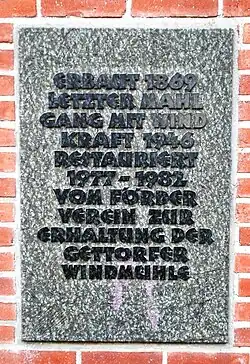 ERBAUT 1869
LETZTER MAHL
GANG MIT WIND
KRAFT 1946
RESTAURIERT
1977-1982
VOM FÖRDER
VEREIN ZUR
ERHALTUNG DER
GETTORFER
WINDMUEHLE